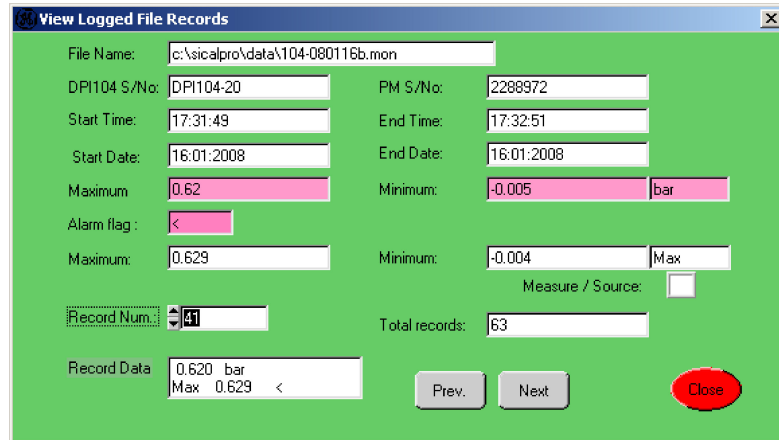 View Logged File Records
File Name: c:\sicalpro\data\104-080116b.mon
DPI104 S/No: DPI104-20 PM S/No: 2288972
Start Time: 17:31:49 End Time: 17:32:51
Start Date: 16:01:2008 End Date: 16:01:2008
Maximum 0.62 Minimum: -0.005 bar
Alarm flag : <
Maximum: 0.629 Minimum: -0.004 Max
Measure / Source:
Record Num.: 41 Total records: 63
Record Data 0.620 bar
Max 0.629 <
Prev. Next Close